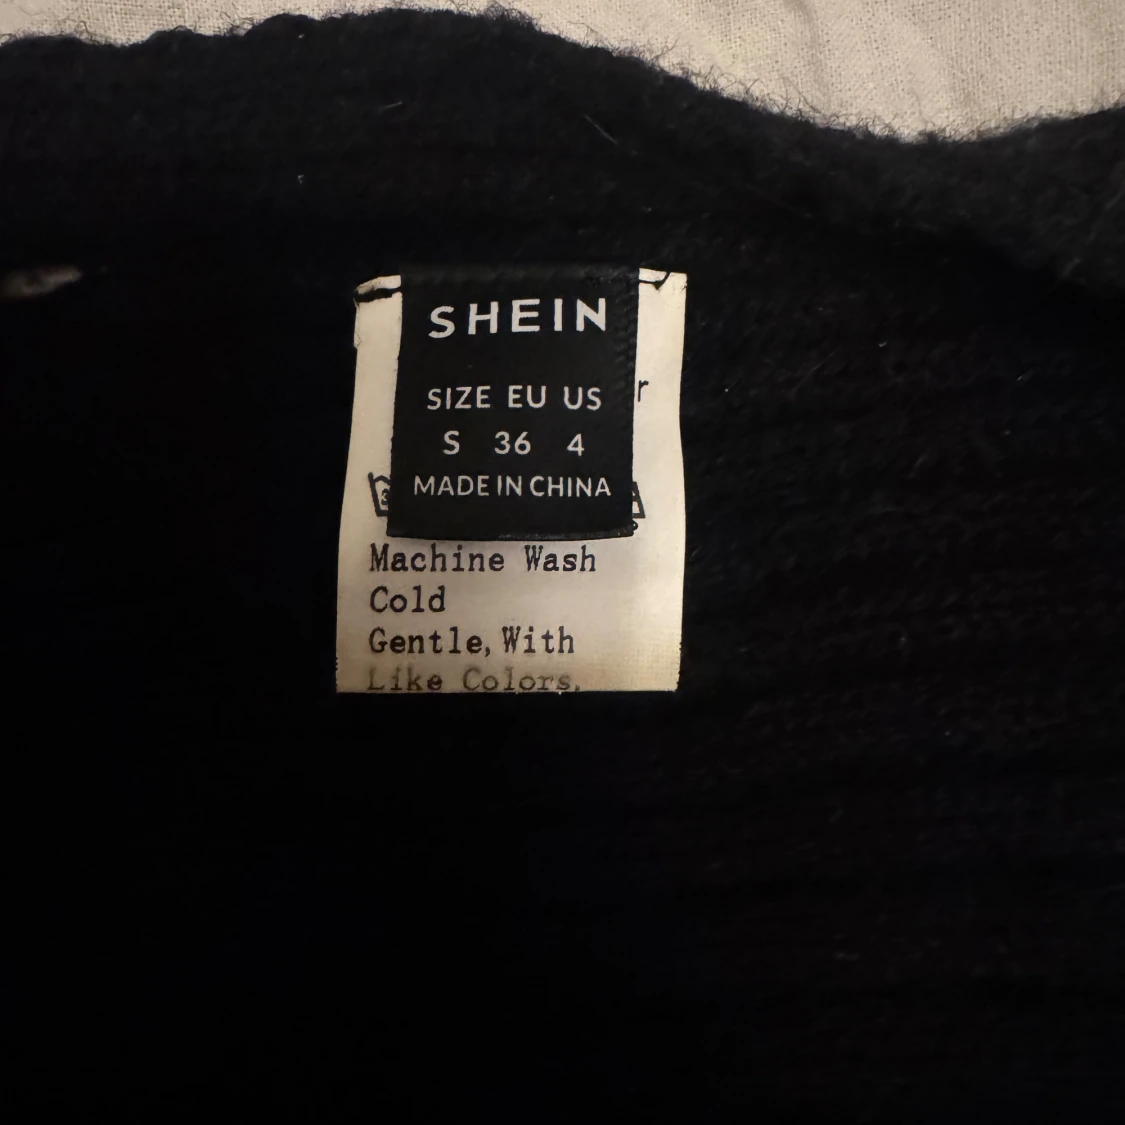 SHEIN
SIZE EU US
S 36 4
MADE IN CHINA
Machine Wash
Cold
Gentle, With
Like Colors.